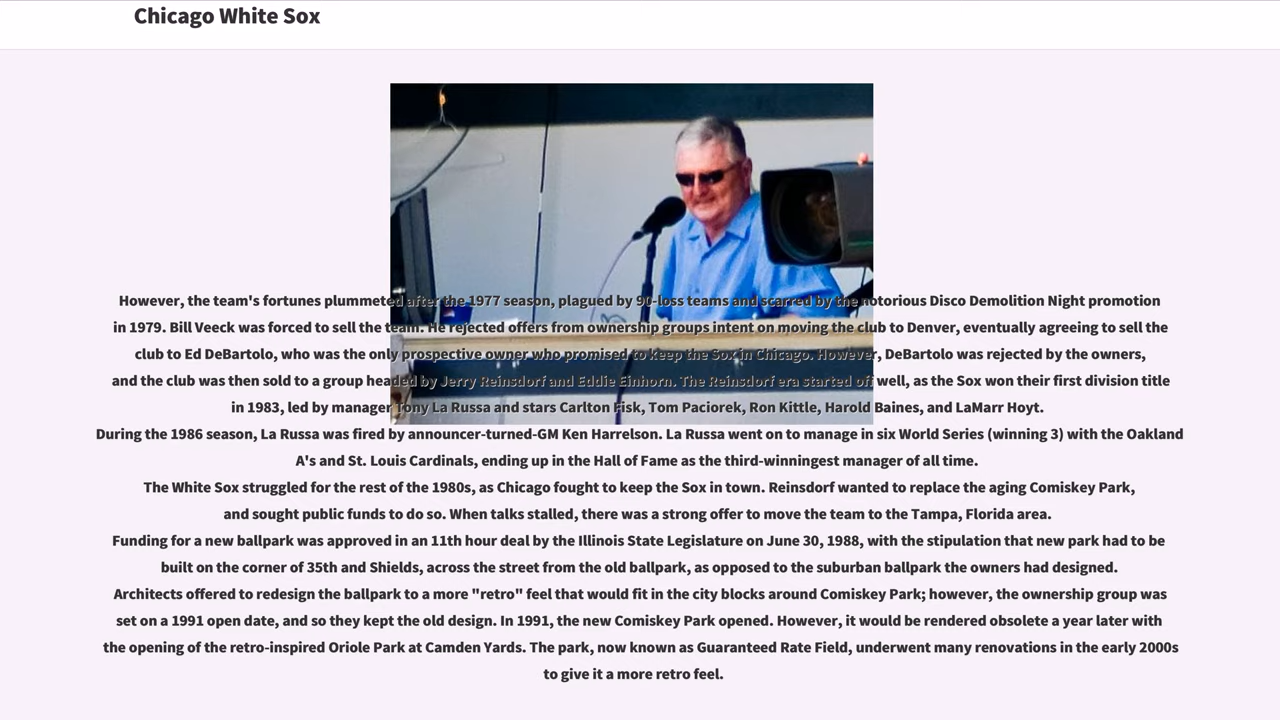 Chicago White Sox
However, the team's fortunes plummeted after the 1977 season, plagued by 90-loss teams and scarred by the notorious Disco Demolition Night promotion
in 1979. Bill Veeck was forced to sell the team. He rejected offers from ownership groups intent on moving the club to Denver, eventually agreeing to sell the
club to Ed DeBartolo, who was the only prospective owner who promised to keep the Sox in Chicago. However, DeBartolo was rejected by the owners,
and the club was then sold to a group headed by Jerry Reinsdorf and Eddie Einhorn. The Reinsdorf era started off well, as the Sox won their first division title
in 1983, led by manager Tony La Russa and stars Carlton Fisk, Tom Paciorek, Ron Kittle, Harold Baines, and LaMarr Hoyt.
During the 1986 season, La Russa was fired by announcer-turned-GM Ken Harrelson. La Russa went on to manage in six World Series (winning 3) with the Oakland
A's and St. Louis Cardinals, ending up in the Hall of Fame as the third-winningest manager of all time.
The White Sox struggled for the rest of the 1980s, as Chicago fought to keep the Sox in town. Reinsdorf wanted to replace the aging Comiskey Park,
and sought public funds to do so. When talks stalled, there was a strong offer to move the team to the Tampa, Florida area.
Funding for a new ballpark was approved in an 11th hour deal by the Illinois State Legislature on June 30, 1988, with the stipulation that new park had to be
built on the corner of 35th and Shields, across the street from the old ballpark, as opposed to the suburban ballpark the owners had designed.
Architects offered to redesign the ballpark to a more "retro" feel that would fit in the city blocks around Comiskey Park; however, the ownership group was
set on a 1991 open date, and so they kept the old design. In 1991, the new Comiskey Park opened. However, it would be rendered obsolete a year later with
the opening of the retro-inspired Oriole Park at Camden Yards. The park, now known as Guaranteed Rate Field, underwent many renovations in the early 2000s
to give it a more retro feel.